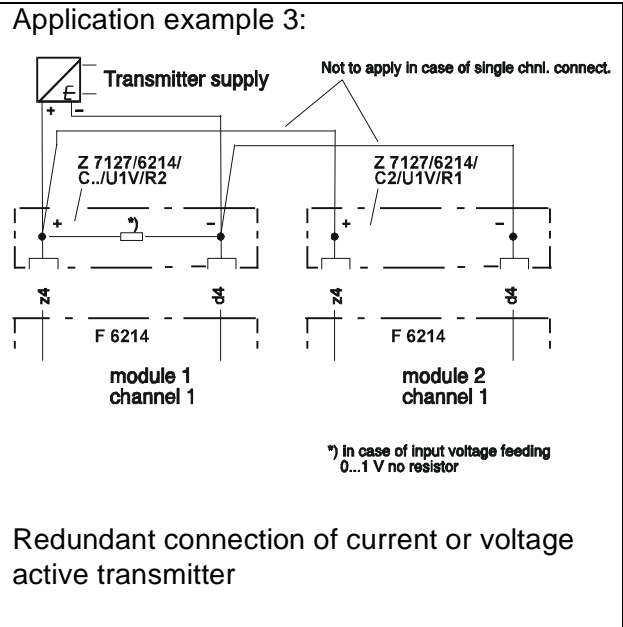 Application example 3:
Not to apply in case of single chnl. connect.
Transmitter supply
E
+ −
Z 7127/6214/
C../U1V/R2
Z 7127/6214/
C2/U1V/R1
+ *) −
+ −
z4 d4 z4 d4
F 6214
F 6214
module 1
channel 1
module 2
channel 1
*) in case of input voltage feeding
0...1 V no resistor
Redundant connection of current or voltage
active transmitter